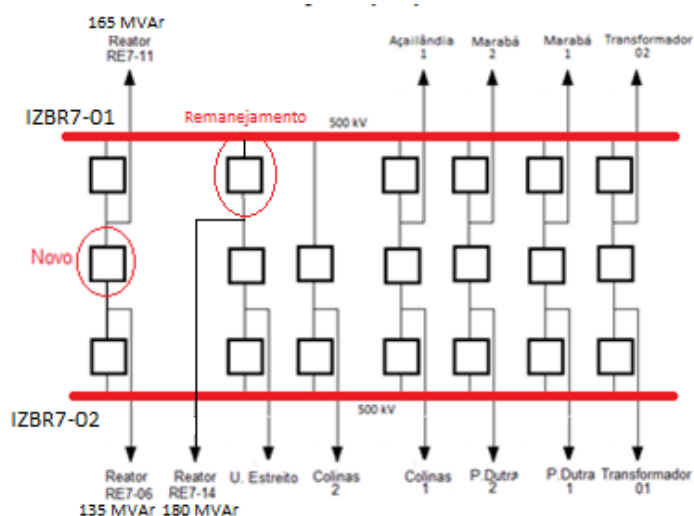 165 MVAr
Reator
RE7-11
Açailândia
1
Marabá
2
Marabá
1
Transformador
02
IZBR7-01
Remanejamento
500 kV
Novo
500 kV
IZBR7-02
Reator
RE7-06
135 MVAr
Reator
RE7-14
180 MVAr
U. Estreito
Colinas
2
Colinas
1
P.Dutra
2
P.Dutra
1
Transformador
01